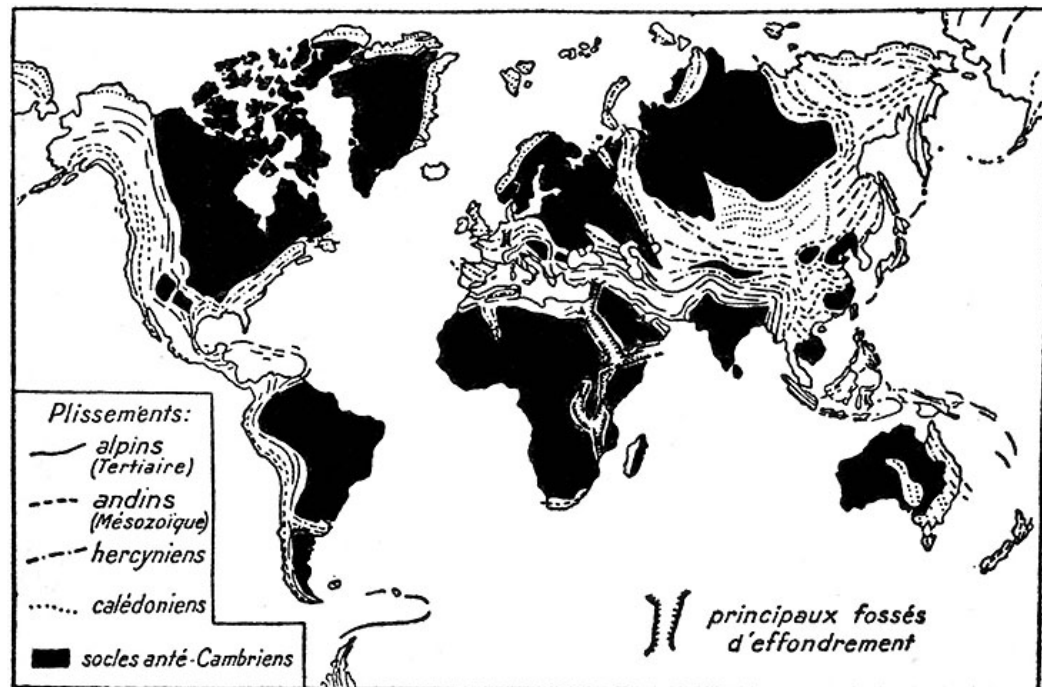 Plissements:
alpins
(Tertiaire)
andins
(Mésozoïque)
hercyniens
calédoniens
socles anté-Cambriens
principaux fossés
d'effondrement